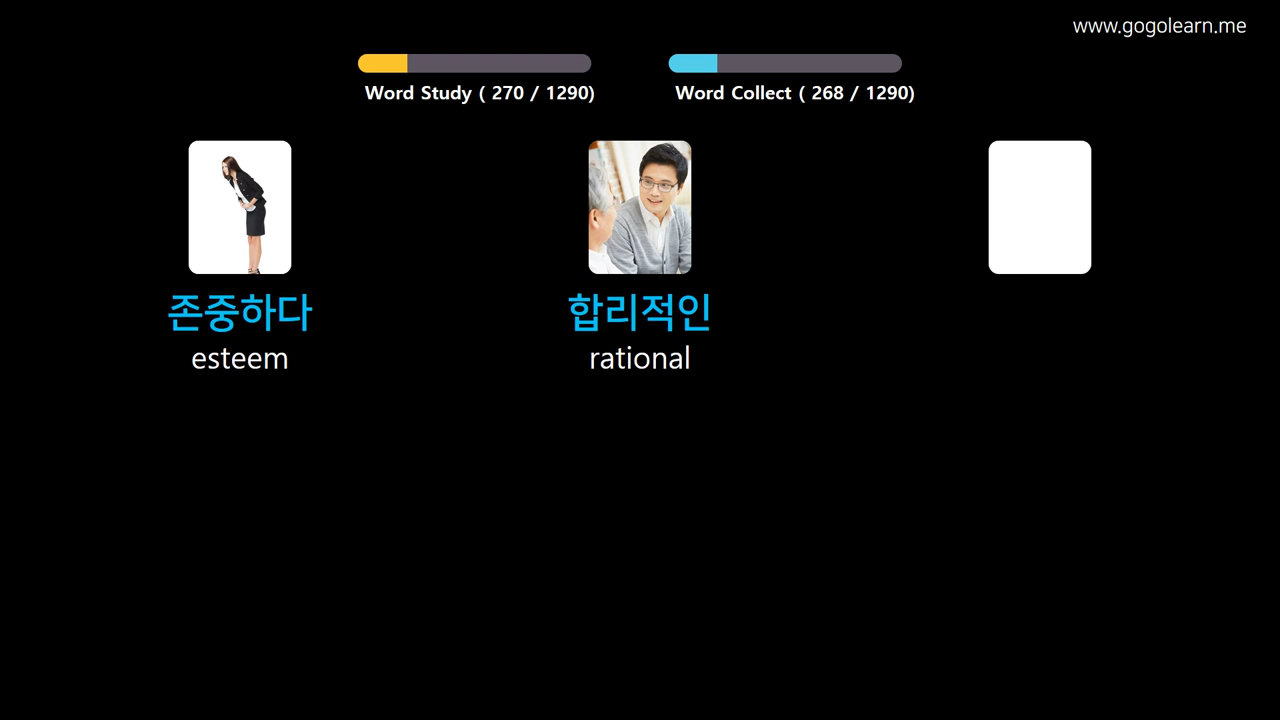 www.gogolearn.me
Word Study ( 270 / 1290)
Word Collect ( 268 / 1290)
존중하다
esteem
합리적인
rational